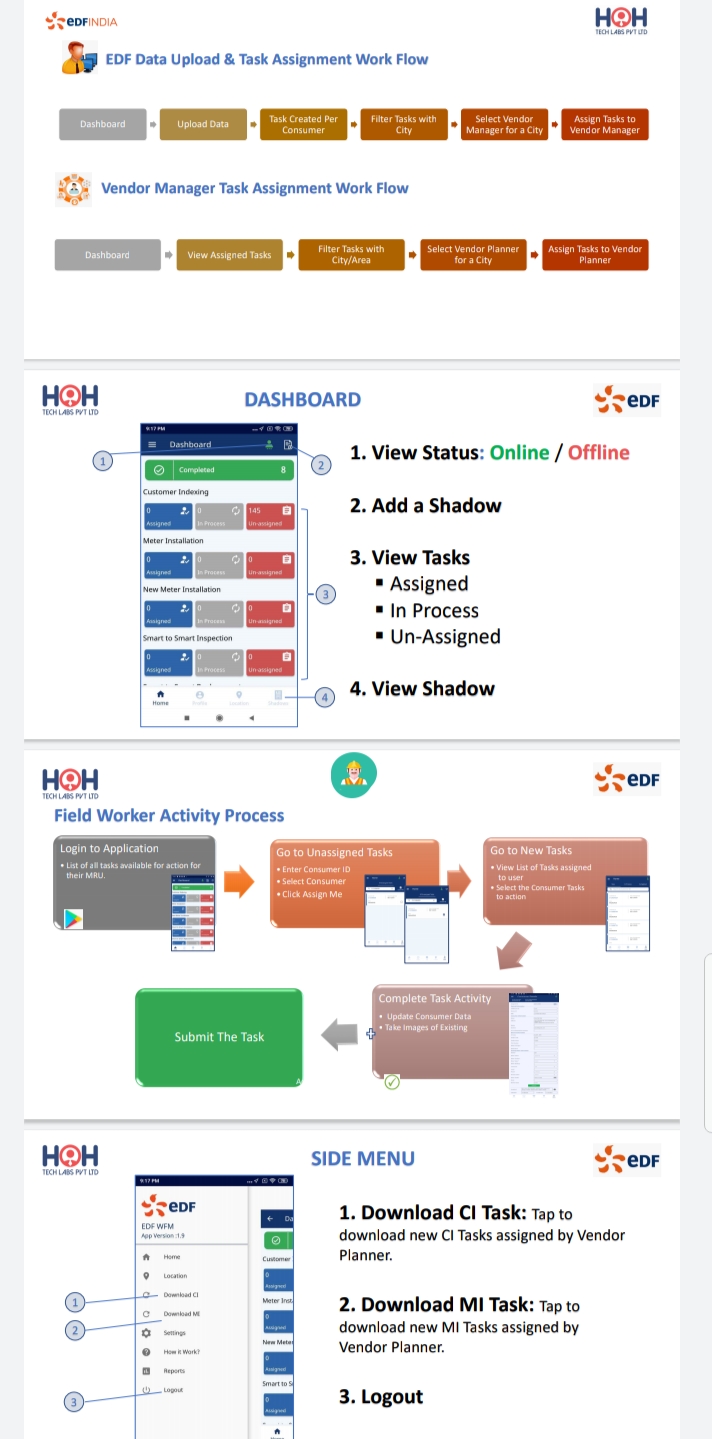 eDFINDIA
HOH
TECH LABS PVT LTD
EDF Data Upload & Task Assignment Work Flow
Dashboard
Upload Data
Task Created Per
Consumer
Filter Tasks with
City
Select Vendor
Manager for a City
Assign Tasks to
Vendor Manager
Vendor Manager Task Assignment Work Flow
Dashboard
View Assigned Tasks
Filter Tasks with
City/Area
Select Vendor Planner
for a City
Assign Tasks to Vendor
Planner
HOH
TECH LABS PVT LTD
DASHBOARD
eDF
9:17 PM
Dashboard
Completed 8
Customer Indexing
0 0 145
Assigned In Process Un-assigned
Meter Installation
0 0 0
Assigned In Process Un-assigned
New Meter Installation
0 0 0
Assigned In Process Un-assigned
Smart to Smart Inspection
0 0 0
Assigned In Process Un-assigned
Home Profile Location Shadows
1
2
3
4
1. View Status: Online / Offline
2. Add a Shadow
3. View Tasks
▪ Assigned
▪ In Process
▪ Un-Assigned
4. View Shadow
HOH
TECH LABS PVT LTD
eDF
Field Worker Activity Process
Login to Application
• List of all tasks available for action for
their MRU.
Go to Unassigned Tasks
• Enter Consumer ID
• Select Consumer
• Click Assign Me
Go to New Tasks
• View List of Tasks assigned
to user
• Select the Consumer Tasks
to action
Complete Task Activity
• Update Consumer Data
• Take Images of Existing
Submit The Task
A
HOH
TECH LABS PVT LTD
SIDE MENU
eDF
9:17 PM
eDF
EDF WFM
App Version :1.9
Home
Location
Download CI
Download MI
Settings
How it Work?
Reports
Logout
Da
Customer
0
Assigned
Meter Inst
0
Assigned
New Meter
0
Assigned
Smart to S
0
Assigned
1
2
3
1. Download CI Task: Tap to
download new CI Tasks assigned by Vendor
Planner.
2. Download MI Task: Tap to
download new MI Tasks assigned by
Vendor Planner.
3. Logout